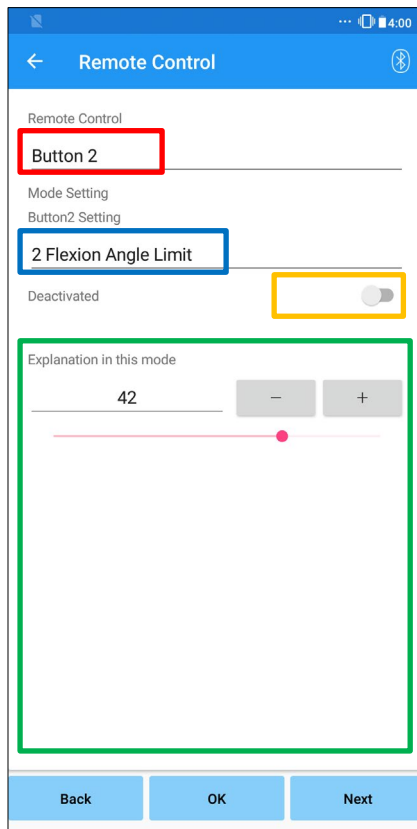 4:00
Remote Control
Remote Control
Button 2
Mode Setting
Button2 Setting
2 Flexion Angle Limit
Deactivated
Explanation in this mode
42 − +
Back OK Next